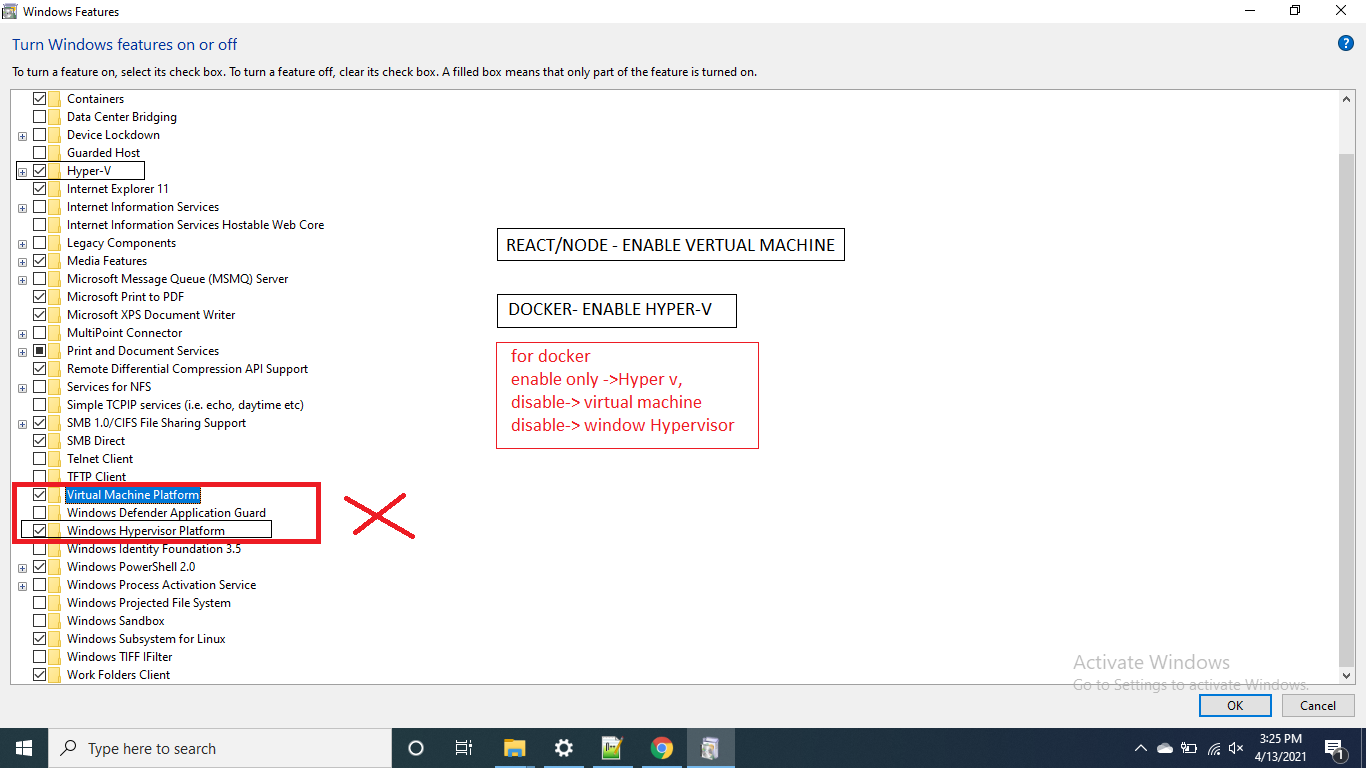 Windows Features
Turn Windows features on or off
To turn a feature on, select its check box. To turn a feature off, clear its check box. A filled box means that only part of the feature is turned on.
Containers
Data Center Bridging
Device Lockdown
Guarded Host
Hyper-V
Internet Explorer 11
Internet Information Services
Internet Information Services Hostable Web Core
Legacy Components
Media Features
Microsoft Message Queue (MSMQ) Server
Microsoft Print to PDF
Microsoft XPS Document Writer
MultiPoint Connector
Print and Document Services
Remote Differential Compression API Support
Services for NFS
Simple TCPIP services (i.e. echo, daytime etc)
SMB 1.0/CIFS File Sharing Support
SMB Direct
Telnet Client
TFTP Client
Virtual Machine Platform
Windows Defender Application Guard
Windows Hypervisor Platform
Windows Identity Foundation 3.5
Windows PowerShell 2.0
Windows Process Activation Service
Windows Projected File System
Windows Sandbox
Windows Subsystem for Linux
Windows TIFF IFilter
Work Folders Client
REACT/NODE - ENABLE VERTUAL MACHINE
DOCKER- ENABLE HYPER-V
for docker
enable only ->Hyper v,
disable-> virtual machine
disable-> window Hypervisor
Activate Windows
Go to Settings to activate Windows.
OK
Cancel
Type here to search
3:25 PM
4/13/2021
1